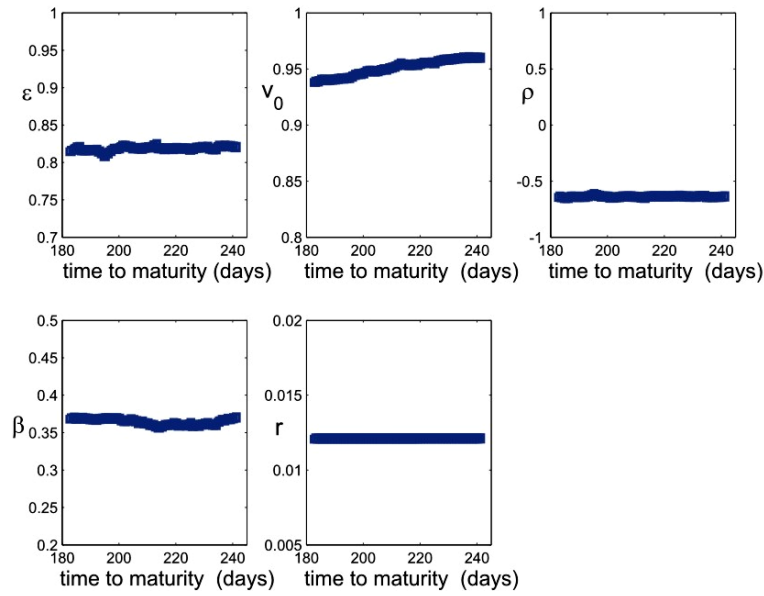 1
0.95
0.9
ε
0.85
0.8
0.75
0.7
180 200 220 240
time to maturity (days)
1
0.95
v0
0.9
0.85
0.8
180 200 220 240
time to maturity (days)
1
0.5
ρ
0
-0.5
-1
180 200 220 240
time to maturity (days)
0.5
0.45
0.4
β
0.35
0.3
0.25
0.2
180 200 220 240
time to maturity (days)
0.02
0.015
r
0.01
0.005
180 200 220 240
time to maturity (days)